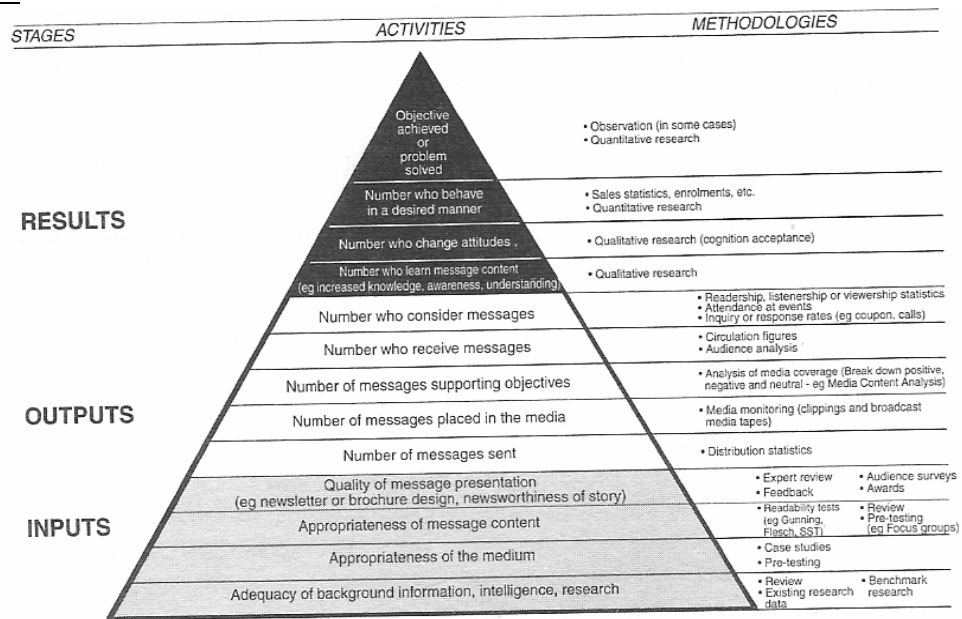 STAGES ACTIVITIES METHODOLOGIES
Objective
achieved
or
problem
solved
• Observation (in some cases)
• Quantitative research
RESULTS
Number who behave
in a desired manner
• Sales statistics, enrolments, etc.
• Quantitative research
Number who change attitudes
• Qualitative research (cognition acceptance)
Number who learn message content
(eg increased knowledge, awareness, understanding)
• Qualitative research
Number who consider messages
• Readership, listenership or viewership statistics
• Attendance at events
• Inquiry or response rates (eg coupon, calls)
Number who receive messages
• Circulation figures
• Audience analysis
OUTPUTS
Number of messages supporting objectives
• Analysis of media coverage (Break down positive,
negative and neutral - eg Media Content Analysis)
Number of messages placed in the media
• Media monitoring (clippings and broadcast
media tapes)
Number of messages sent
• Distribution statistics
INPUTS
Quality of message presentation
(eg newsletter or brochure design, newsworthiness of story)
• Expert review • Audience surveys
• Feedback • Awards
Appropriateness of message content
• Readability tests • Review
(eg Gunning, • Pre-testing
Flesch, SST) (eg Focus groups)
Appropriateness of the medium
• Case studies
• Pre-testing
Adequacy of background information, intelligence, research
• Review • Benchmark
• Existing research research
data